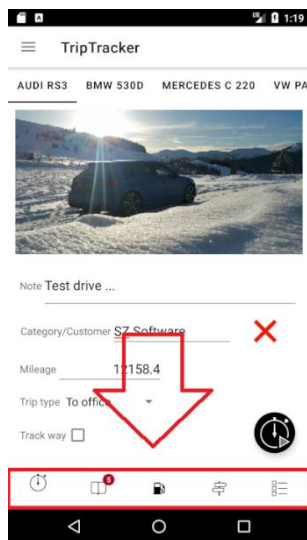 1:19
TripTracker
AUDI RS3 BMW 530D MERCEDES C 220 VW PA
Note Test drive ...
Category/Customer SZ Software
Mileage 12158.4
Trip type To office
Track way
5